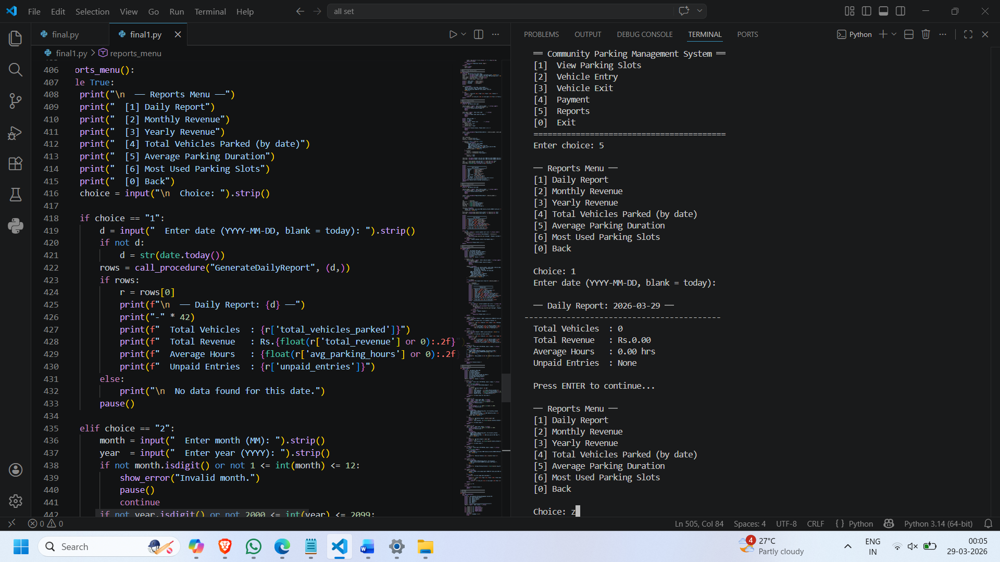 File Edit Selection View Go Run Terminal Help
all set
final.py
final1.py
final1.py > reports_menu
406 orts_menu():
407 le True:
408 print("\n  —— Reports Menu ——")
409 print("  [1] Daily Report")
410 print("  [2] Monthly Revenue")
411 print("  [3] Yearly Revenue")
412 print("  [4] Total Vehicles Parked (by date)")
413 print("  [5] Average Parking Duration")
414 print("  [6] Most Used Parking Slots")
415 print("  [0] Back")
416 choice = input("\n  Choice: ").strip()
417
418 if choice == "1":
419 d = input("  Enter date (YYYY-MM-DD, blank = today): ").strip()
420 if not d:
421 d = str(date.today())
422 rows = call_procedure("GenerateDailyReport", (d,))
423 if rows:
424 r = rows[0]
425 print(f"\n  —— Daily Report: {d} ——")
426 print("-" * 42)
427 print(f"  Total Vehicles  : {r['total_vehicles_parked']}")
428 print(f"  Total Revenue   : Rs.{float(r['total_revenue'] or 0):.2f}")
429 print(f"  Average Hours   : {float(r['avg_parking_hours'] or 0):.2f
430 print(f"  Unpaid Entries  : {r['unpaid_entries']}")
431 else:
432 print("\n  No data found for this date.")
433 pause()
434
435 elif choice == "2":
436 month = input("  Enter month (MM): ").strip()
437 year  = input("  Enter year (YYYY): ").strip()
438 if not month.isdigit() or not 1 <= int(month) <= 12:
439 show_error("Invalid month.")
440 pause()
441 continue
442 if not year.isdigit() or not 2000 <= int(year) <= 2099:
PROBLEMS OUTPUT DEBUG CONSOLE TERMINAL PORTS
Python
== Community Parking Management System ==
[1]  View Parking Slots
[2]  Vehicle Entry
[3]  Vehicle Exit
[4]  Payment
[5]  Reports
[0]  Exit
=========================================
Enter choice: 5
—— Reports Menu ——
[1] Daily Report
[2] Monthly Revenue
[3] Yearly Revenue
[4] Total Vehicles Parked (by date)
[5] Average Parking Duration
[6] Most Used Parking Slots
[0] Back
Choice: 1
Enter date (YYYY-MM-DD, blank = today):
—— Daily Report: 2026-03-29 ——
------------------------------------------
Total Vehicles  : 0
Total Revenue   : Rs.0.00
Average Hours   : 0.00 hrs
Unpaid Entries  : None
Press ENTER to continue...
—— Reports Menu ——
[1] Daily Report
[2] Monthly Revenue
[3] Yearly Revenue
[4] Total Vehicles Parked (by date)
[5] Average Parking Duration
[6] Most Used Parking Slots
[0] Back
Choice: z
0 0
Ln 505, Col 84 Spaces: 4 UTF-8 CRLF {} Python Python 3.14 (64-bit)
Search
4
27°C
Partly cloudy
ENG
IN
00:05
29-03-2026